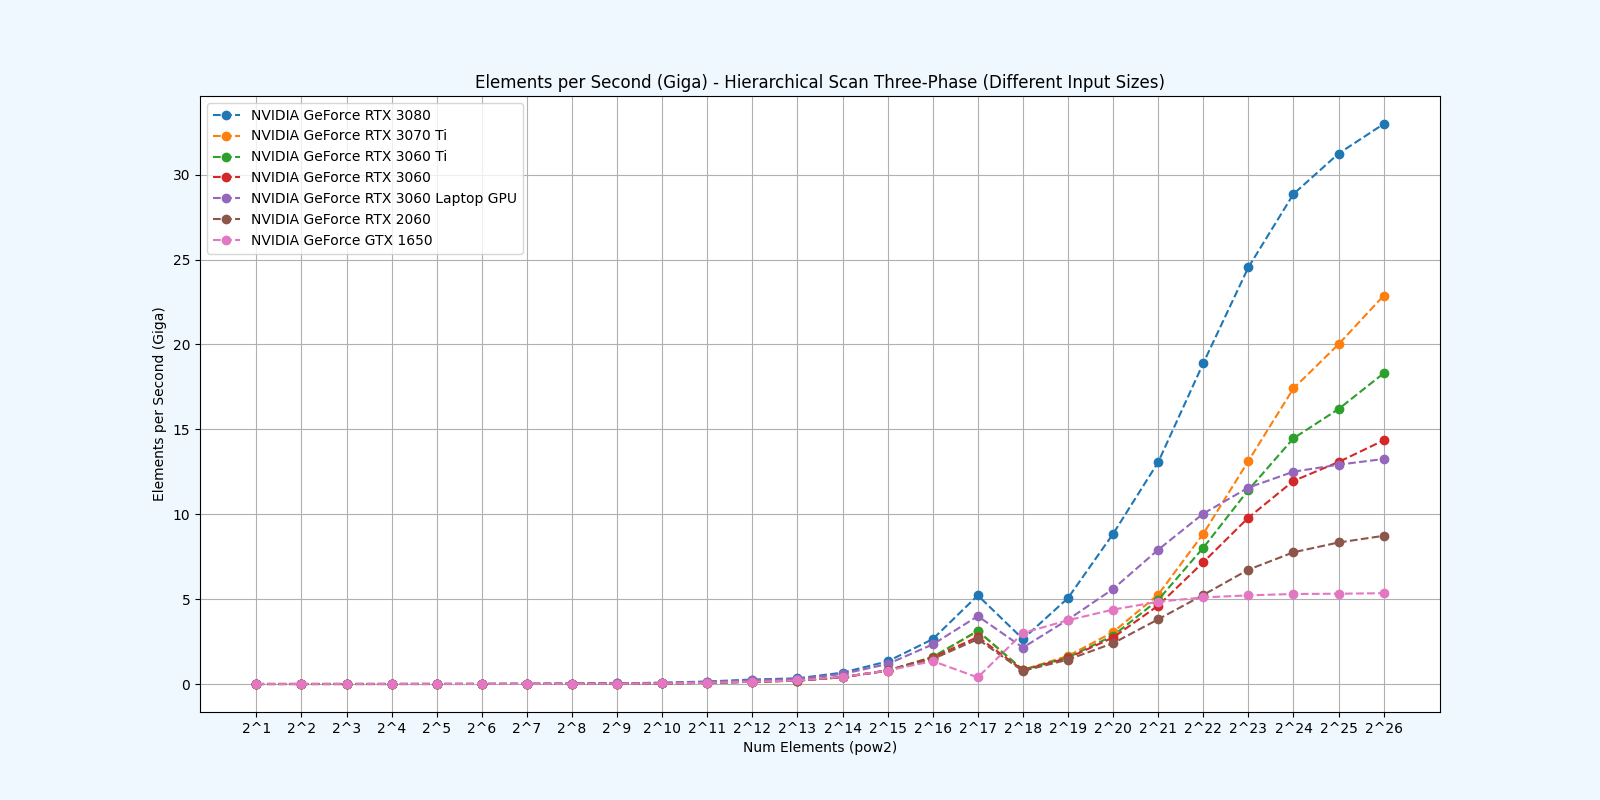 Elements per Second (Giga) - Hierarchical Scan Three-Phase (Different Input Sizes)
NVIDIA GeForce RTX 3080
NVIDIA GeForce RTX 3070 Ti
NVIDIA GeForce RTX 3060 Ti
NVIDIA GeForce RTX 3060
NVIDIA GeForce RTX 3060 Laptop GPU
NVIDIA GeForce RTX 2060
NVIDIA GeForce GTX 1650
Elements per Second (Giga)
30
25
20
15
10
5
0
2^1 2^2 2^3 2^4 2^5 2^6 2^7 2^8 2^9 2^10 2^11 2^12 2^13 2^14 2^15 2^16 2^17 2^18 2^19 2^20 2^21 2^22 2^23 2^24 2^25 2^26
Num Elements (pow2)